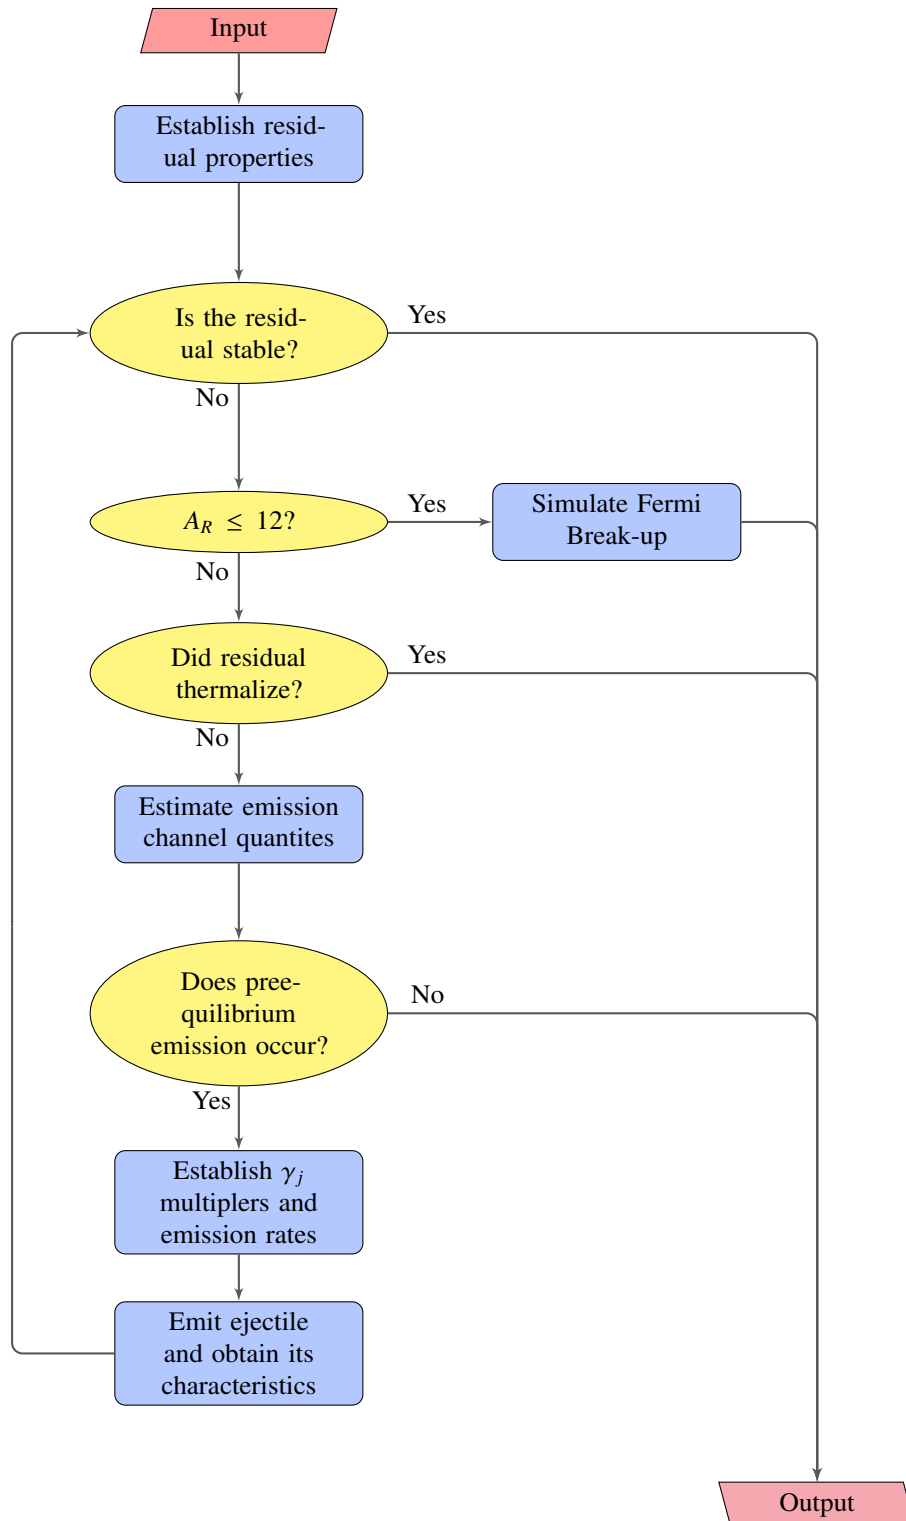 Input
Establish resid-
ual properties
Is the resid-
ual stable?
Yes
No
A_R ≤ 12?
Yes
Simulate Fermi
Break-up
No
Did residual
thermalize?
Yes
No
Estimate emission
channel quantites
Does pree-
quilibrium
emission occur?
No
Yes
Establish γ_j
multiplers and
emission rates
Emit ejectile
and obtain its
characteristics
Output